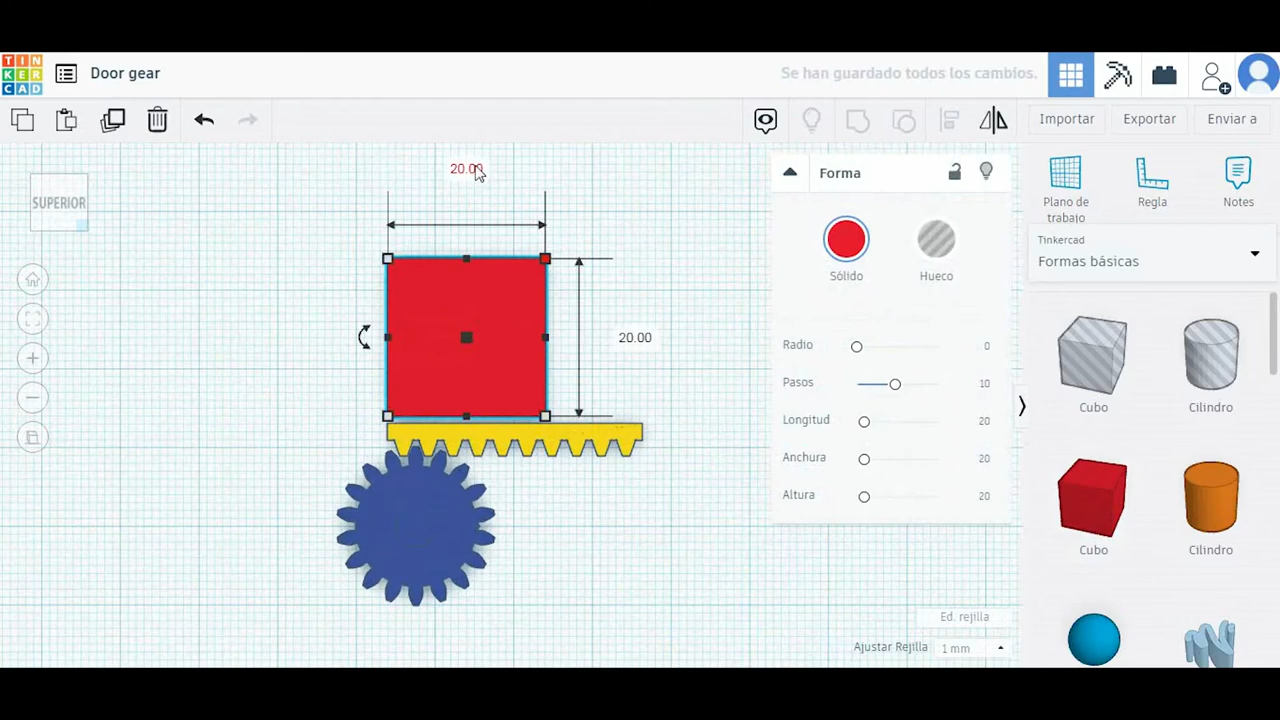 TIN
KER
CAD
Door gear
Se han guardado todos los cambios.
Importar
Exportar
Enviar a
SUPERIOR
20.00
20.00
Forma
Sólido
Hueco
Radio
0
Pasos
10
Longitud
20
Anchura
20
Altura
20
Plano de
trabajo
Regla
Notes
Tinkercad
Formas básicas
Cubo
Cilindro
Cubo
Cilindro
Ed. rejilla
Ajustar Rejilla
1 mm